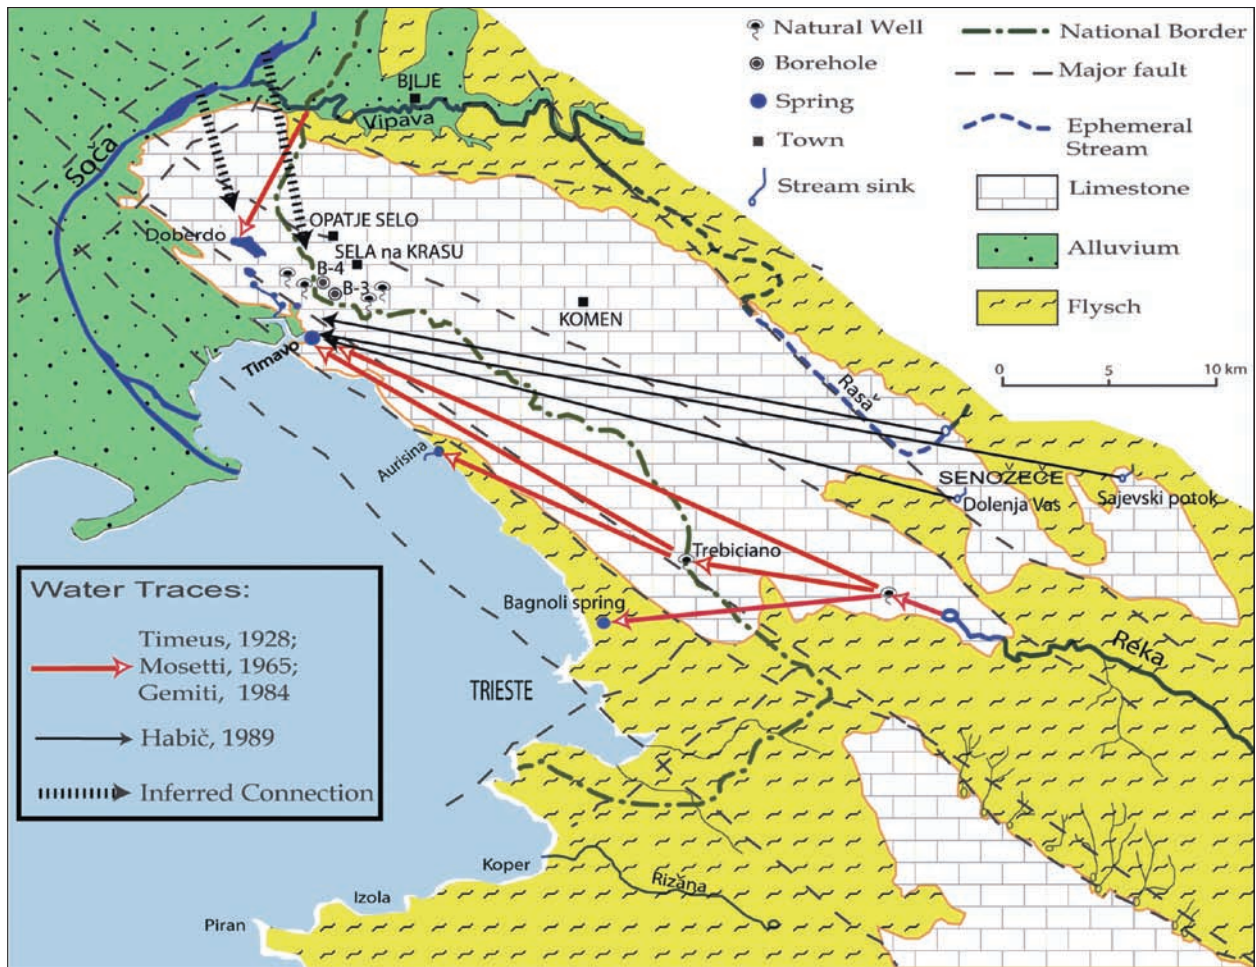 Natural Well
Borehole
Spring
Town
Stream sink
National Border
Major fault
Ephemeral
Stream
Limestone
Alluvium
Flysch
0 5 10 km
BILJE
Vipava
Soča
Doberdo
OPATJE SELO
SELA na KRASU
B-4
B-3
KOMEN
Timavo
Rasa
Aurisina
SENOŽEČE
Dolenja Vas
Sajevski potok
Trebiciano
Bagnoli spring
Reka
TRIESTE
Koper
Rižana
Izola
Piran
Water Traces:
Timeus, 1928;
Mosetti, 1965;
Gemiti, 1984
Habič, 1989
Inferred Connection